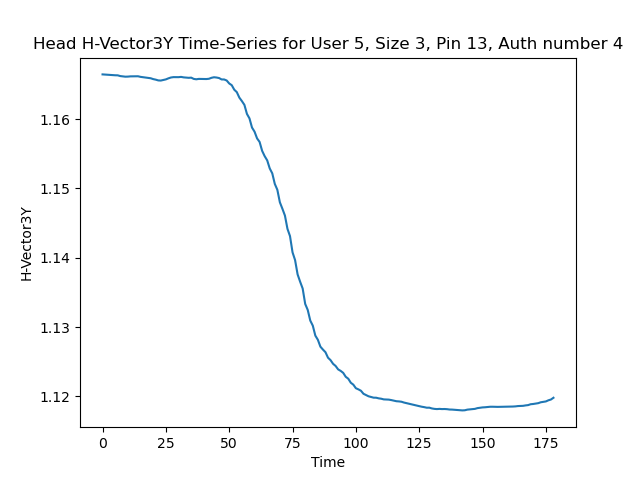 Head H-Vector3Y Time-Series for User 5, Size 3, Pin 13, Auth number 4
1.16
1.15
1.14
1.13
1.12
H-Vector3Y
0 25 50 75 100 125 150 175
Time